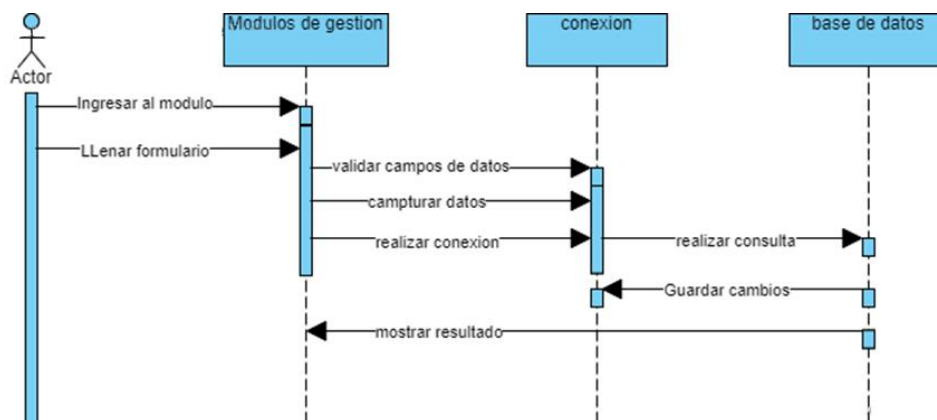 Modulos de gestion
conexion
base de datos
Actor
Ingresar al modulo
LLenar formulario
validar campos de datos
campturar datos
realizar conexion
realizar consulta
Guardar cambios
mostrar resultado